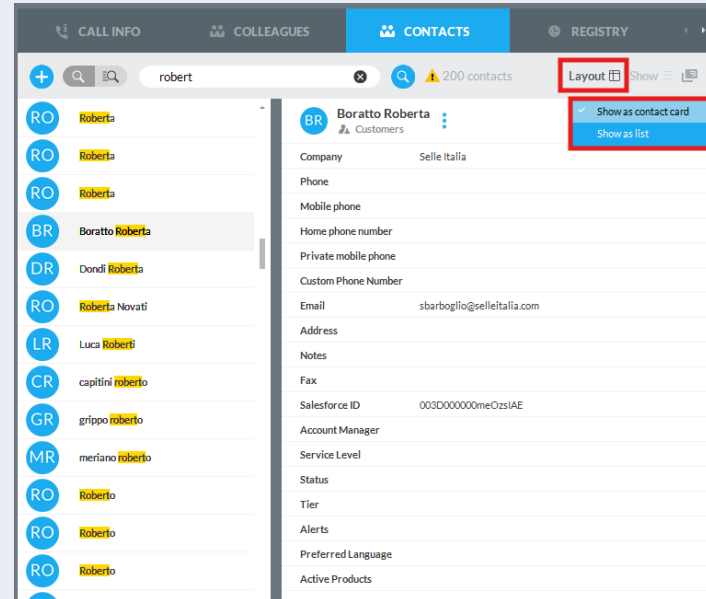 CALL INFO
COLLEAGUES
CONTACTS
REGISTRY
robert
200 contacts
Layout
Show
Show as contact card
Show as list
RO Roberta
RO Roberta
RO Roberta
BR Boratto Roberta
DR Dondi Roberta
RO Roberta Novati
LR Luca Roberti
CR capitini roberto
GR grippo roberto
MR meriano roberto
RO Roberto
RO Roberto
RO Roberto
BR Boratto Roberta
Customers
Company Selle Italia
Phone
Mobile phone
Home phone number
Private mobile phone
Custom Phone Number
Email sbarboglio@selleitalia.com
Address
Notes
Fax
Salesforce ID 003D000000meOzsIAE
Account Manager
Service Level
Status
Tier
Alerts
Preferred Language
Active Products